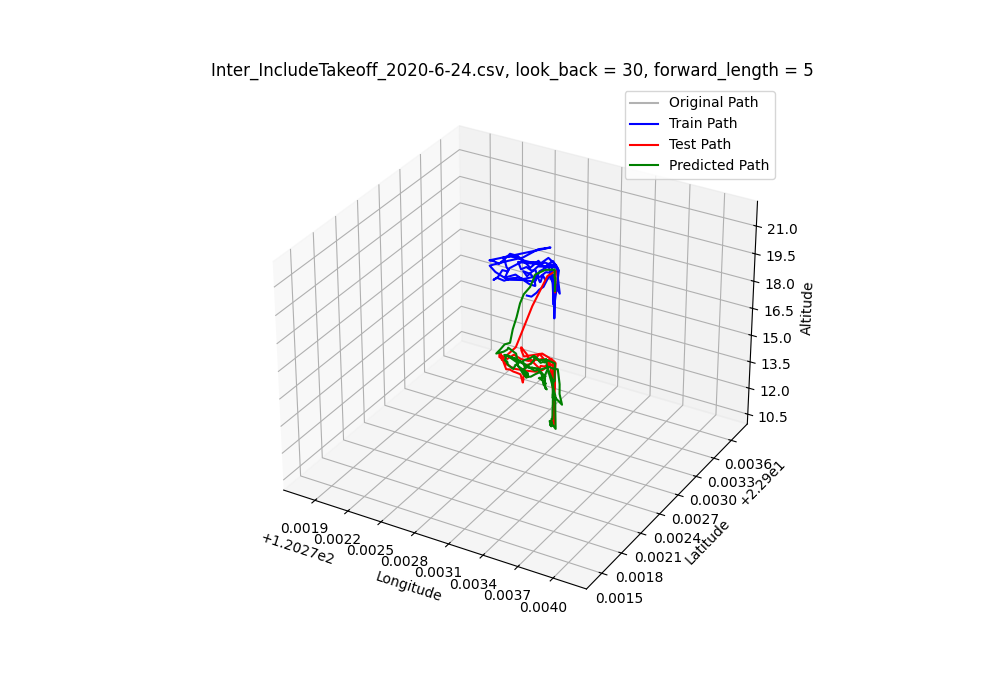 Inter_IncludeTakeoff_2020-6-24.csv, look_back = 30, forward_length = 5
Original Path
Train Path
Test Path
Predicted Path
21.0
19.5
18.0
16.5
15.0
13.5
12.0
10.5
Altitude
0.0036
0.0033
0.0030
0.0027
0.0024
0.0021
0.0018
0.0015
+2.29e1
Latitude
0.0019
0.0022
0.0025
0.0028
0.0031
0.0034
0.0037
0.0040
+1.2027e2
Longitude